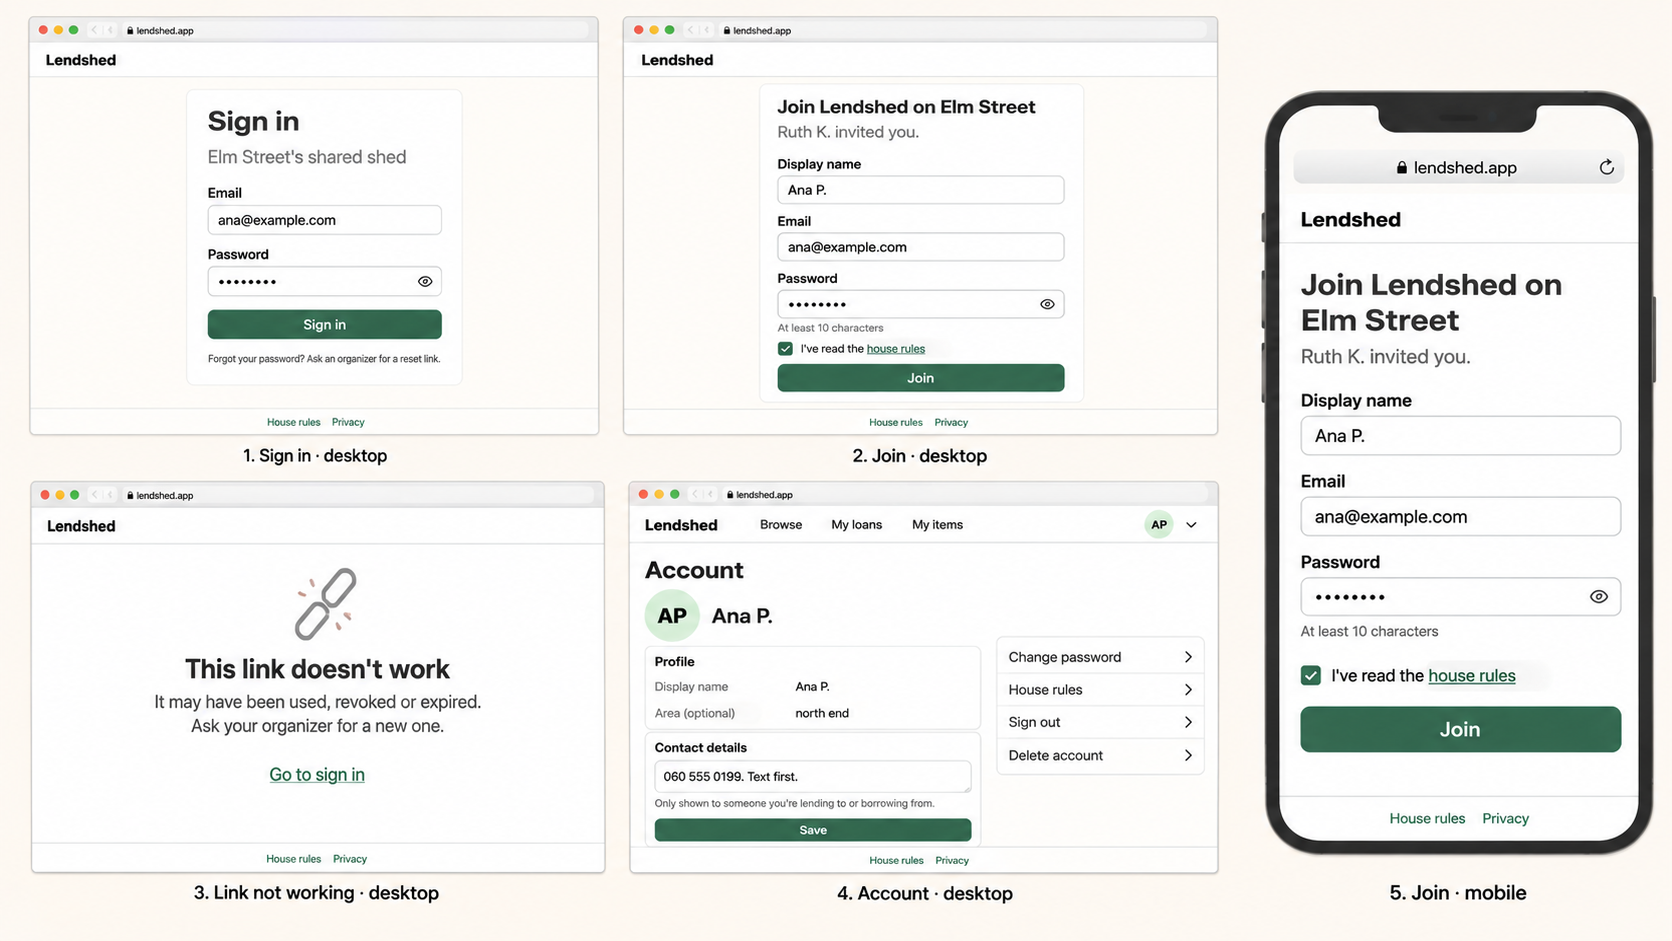 lendshed.app
Lendshed
Sign in
Elm Street's shared shed
Email
ana@example.com
Password
••••••••
Sign in
Forgot your password? Ask an organizer for a reset link.
House rules Privacy
1. Sign in · desktop
lendshed.app
Lendshed
Join Lendshed on Elm Street
Ruth K. invited you.
Display name
Ana P.
Email
ana@example.com
Password
••••••••
At least 10 characters
I've read the house rules
Join
House rules Privacy
2. Join · desktop
lendshed.app
Lendshed
This link doesn't work
It may have been used, revoked or expired.
Ask your organizer for a new one.
Go to sign in
House rules Privacy
3. Link not working · desktop
lendshed.app
Lendshed Browse My loans My items AP
Account
AP Ana P.
Profile
Display name Ana P.
Area (optional) north end
Contact details
060 555 0199. Text first.
Only shown to someone you're lending to or borrowing from.
Save
Change password
House rules
Sign out
Delete account
House rules Privacy
4. Account · desktop
lendshed.app
Lendshed
Join Lendshed on
Elm Street
Ruth K. invited you.
Display name
Ana P.
Email
ana@example.com
Password
••••••••
At least 10 characters
I've read the house rules
Join
House rules Privacy
5. Join · mobile